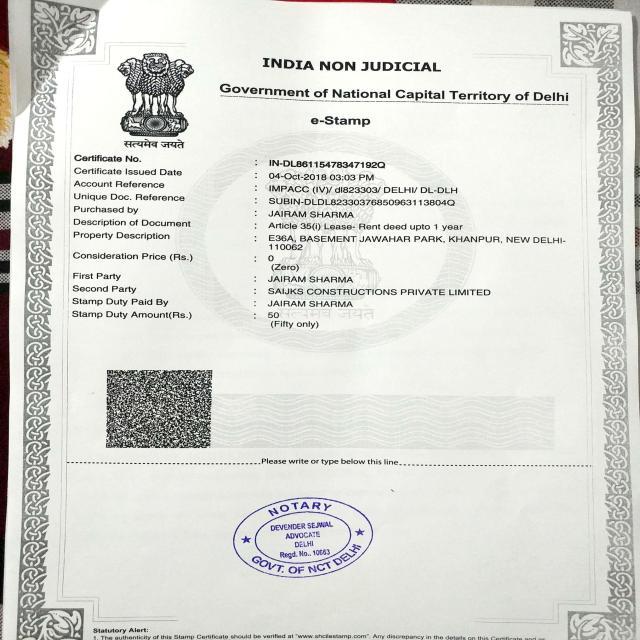 INDIA NON JUDICIAL
Government of National Capital Territory of Delhi
e-Stamp
सत्यमेव जयते
Certificate No. : IN-DL86115478347192Q
Certificate Issued Date : 04-Oct-2018 03:03 PM
Account Reference : IMPACC (IV)/ dl823303/ DELHI/ DL-DLH
Unique Doc. Reference : SUBIN-DLDL82330376850963113804Q
Purchased by : JAIRAM SHARMA
Description of Document : Article 35(i) Lease- Rent deed upto 1 year
Property Description : E36A, BASEMENT JAWAHAR PARK, KHANPUR, NEW DELHI-
110062
Consideration Price (Rs.) : 0
(Zero)
First Party : JAIRAM SHARMA
Second Party : SAIJKS CONSTRUCTIONS PRIVATE LIMITED
Stamp Duty Paid By : JAIRAM SHARMA
Stamp Duty Amount(Rs.) : 50
(Fifty only)
सत्यमेव जयते
Please write or type below this line
NOTARY
DEVENDER SEJWAL
ADVOCATE
DELHI
Regd. No.. 10663
GOVT. OF NCT DELHI
Statutory Alert:
1. The authenticity of this Stamp Certificate should be verified at "www.shcilestamp.com". Any discrepancy in the details on this Certificate and as